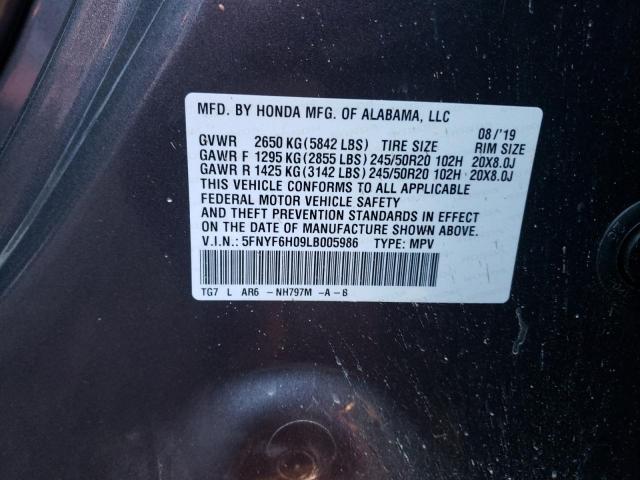 MFD. BY HONDA MFG. OF ALABAMA, LLC 08/'19
GVWR 2650 KG(5842 LBS) TIRE SIZE RIM SIZE
GAWR F 1295 KG(2855 LBS) 245/50R20 102H 20X8.0J
GAWR R 1425 KG(3142 LBS) 245/50R20 102H 20X8.0J
THIS VEHICLE CONFORMS TO ALL APPLICABLE
FEDERAL MOTOR VEHICLE SAFETY
AND THEFT PREVENTION STANDARDS IN EFFECT
ON THE DATE OF MANUFACTURE SHOWN ABOVE.
V.I.N.: 5FNYF6H09LB005986 TYPE: MPV
TG7 L AR6 -NH797M -A-B